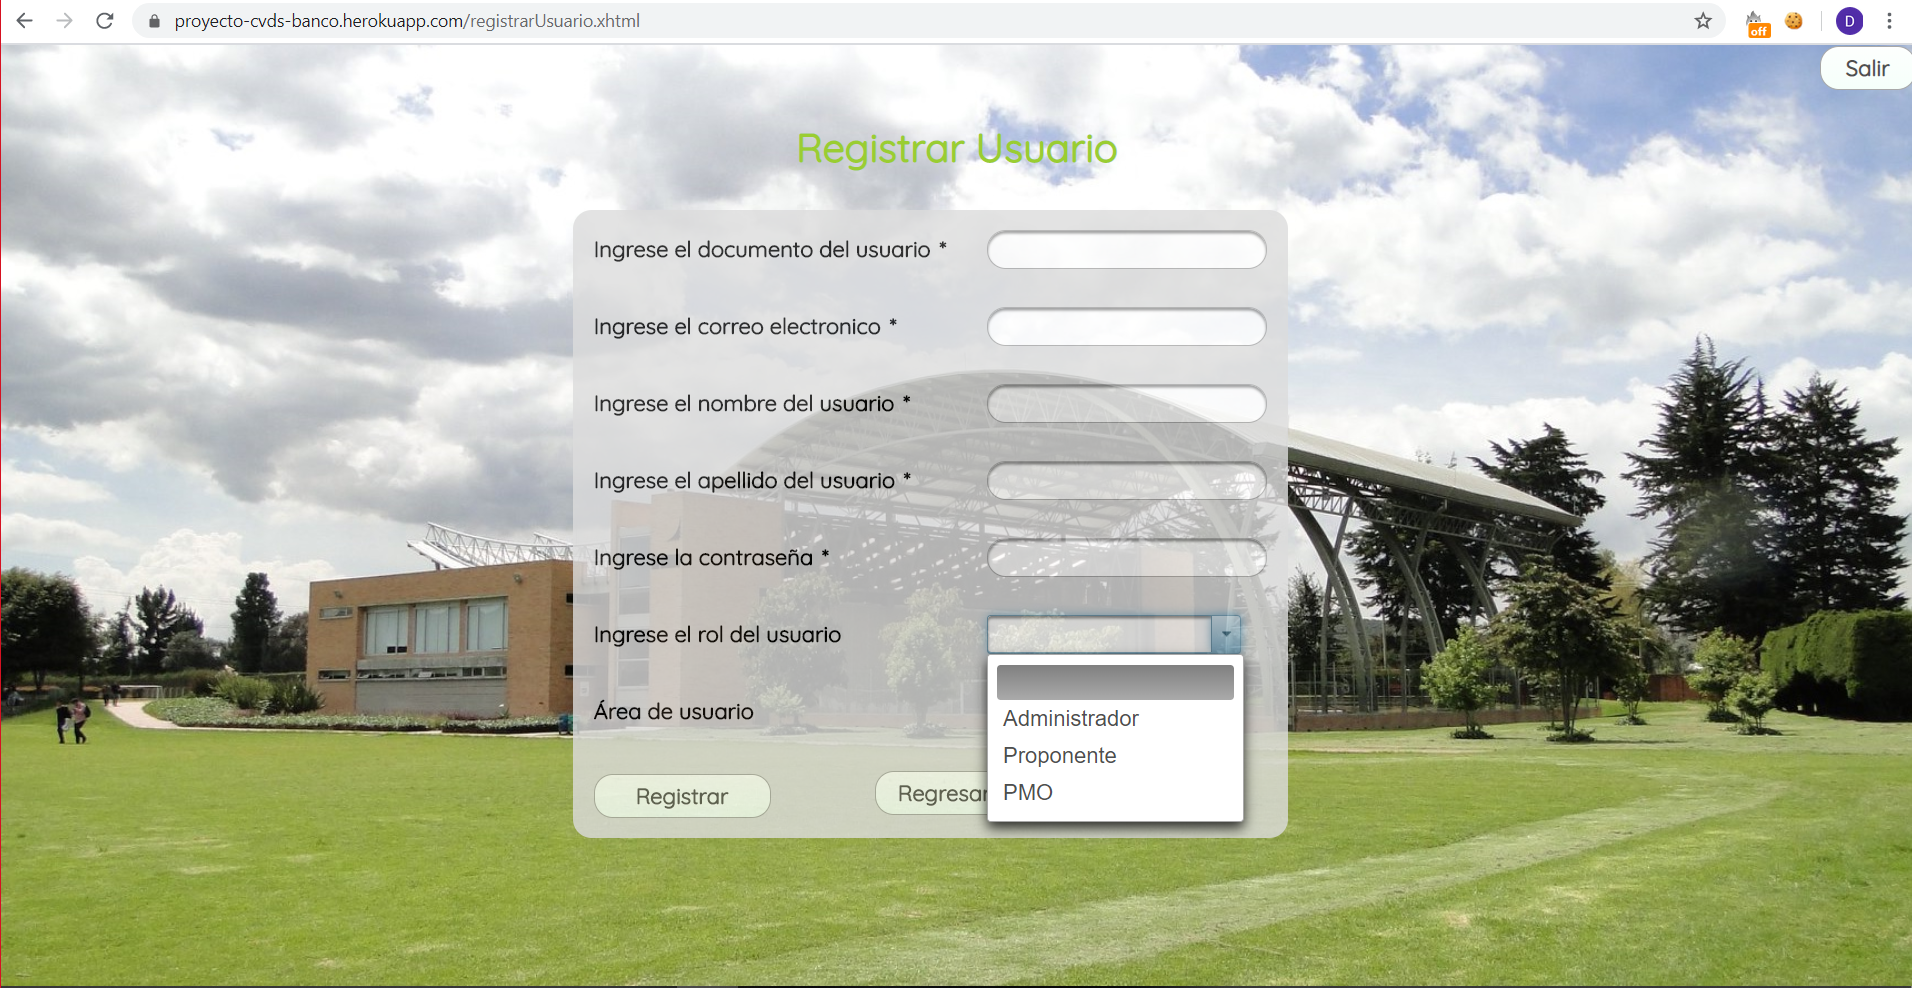 proyecto-cvds-banco.herokuapp.com/registrarUsuario.xhtml
off
D
Salir
Registrar Usuario
Ingrese el documento del usuario *
Ingrese el correo electronico *
Ingrese el nombre del usuario *
Ingrese el apellido del usuario *
Ingrese la contraseña *
Ingrese el rol del usuario
Administrador
Proponente
PMO
Área de usuario
Registrar
Regresar